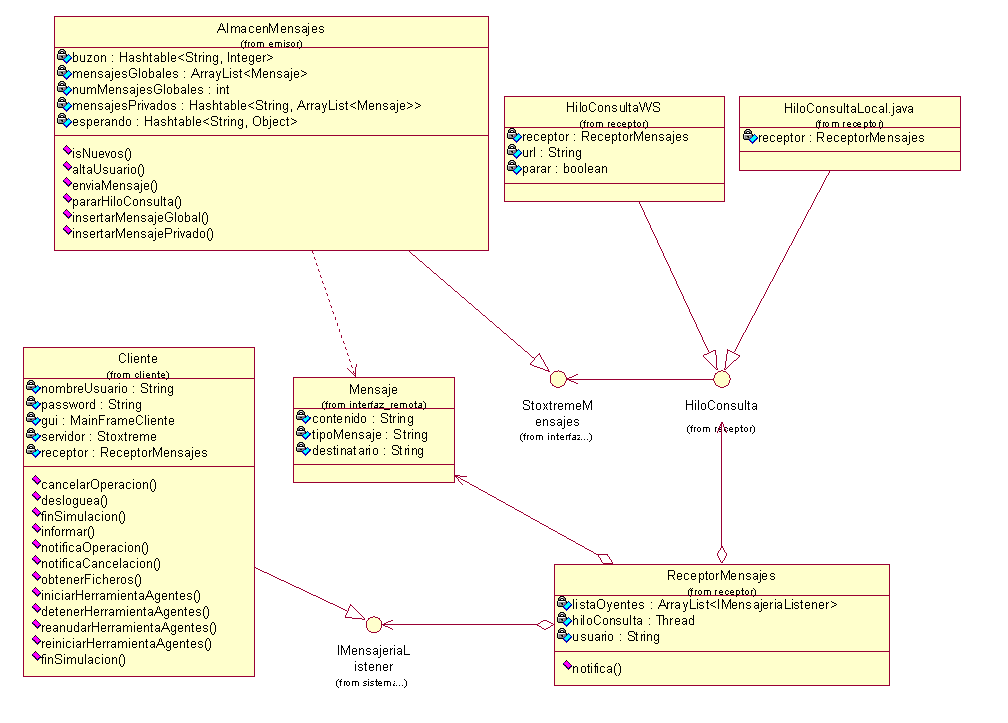 AlmacenMensajes
(from emisor)
buzon : Hashtable<String, Integer>
mensajesGlobales : ArrayList<Mensaje>
numMensajesGlobales : int
mensajesPrivados : Hashtable<String, ArrayList<Mensaje>>
esperando : Hashtable<String, Object>
isNuevos()
altaUsuario()
enviaMensaje()
pararHiloConsulta()
insertarMensajeGlobal()
insertarMensajePrivado()
HiloConsultaWS
(from receptor)
receptor : ReceptorMensajes
url : String
parar : boolean
HiloConsultaLocal.java
(from receptor)
receptor : ReceptorMensajes
Cliente
(from cliente)
nombreUsuario : String
password : String
gui : MainFrameCliente
servidor : Stoxtreme
receptor : ReceptorMensajes
cancelarOperacion()
desloguea()
finSimulacion()
informar()
notificaOperacion()
notificaCancelacion()
obtenerFicheros()
iniciarHerramientaAgentes()
detenerHerramientaAgentes()
reanudarHerramientaAgentes()
reiniciarHerramientaAgentes()
finSimulacion()
Mensaje
(from interfaz_remota)
contenido : String
tipoMensaje : String
destinatario : String
StoxtremeM
ensajes
(from interfaz...)
HiloConsulta
(from receptor)
IMensajeriaL
istener
(from sistema...)
ReceptorMensajes
(from receptor)
listaOyentes : ArrayList<IMensajeriaListener>
hiloConsulta : Thread
usuario : String
notifica()